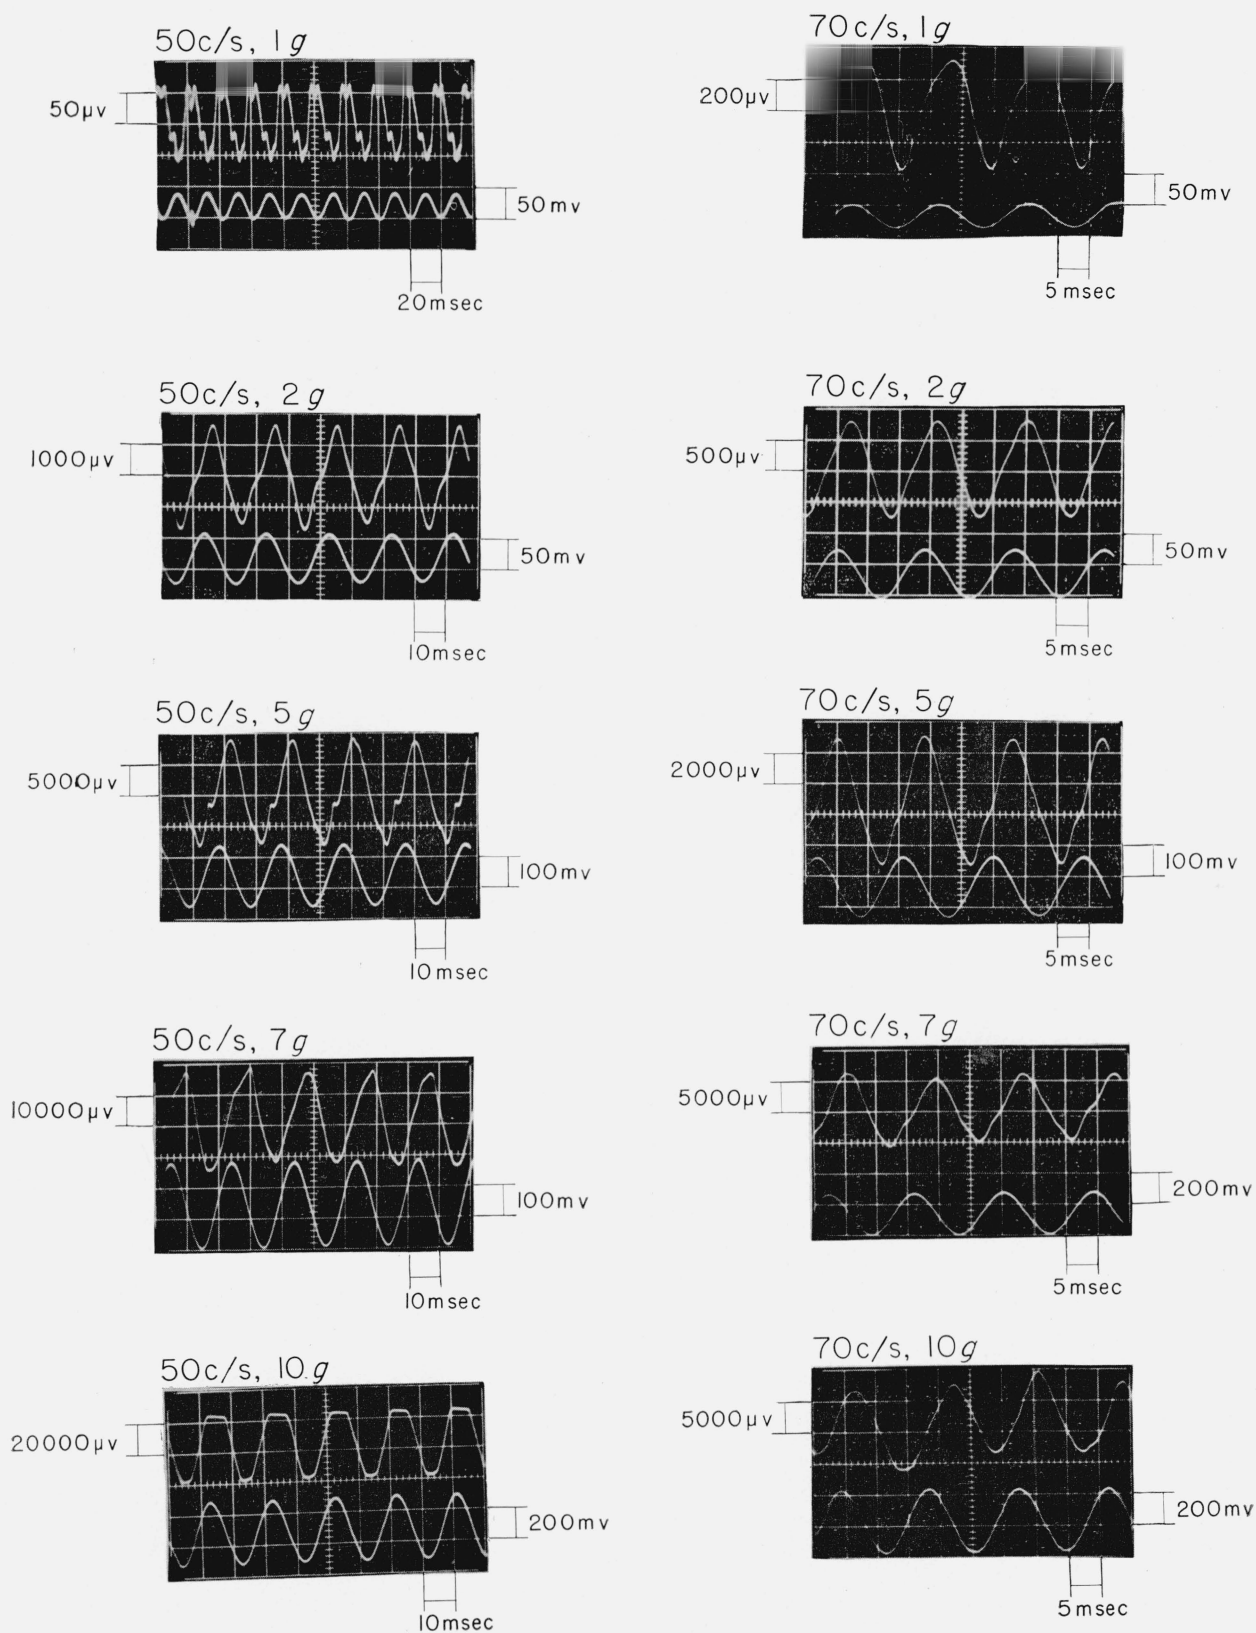 50c/s, 1g
50μv
50mv
20msec
70c/s, 1g
200μv
50mv
5msec
50c/s, 2g
1000μv
50mv
10msec
70c/s, 2g
500μv
50mv
5msec
50c/s, 5g
5000μv
100mv
10msec
70c/s, 5g
2000μv
100mv
5msec
50c/s, 7g
10000μv
100mv
10msec
70c/s, 7g
5000μv
200mv
5msec
50c/s, 10g
20000μv
200mv
10msec
70c/s, 10g
5000μv
200mv
5msec